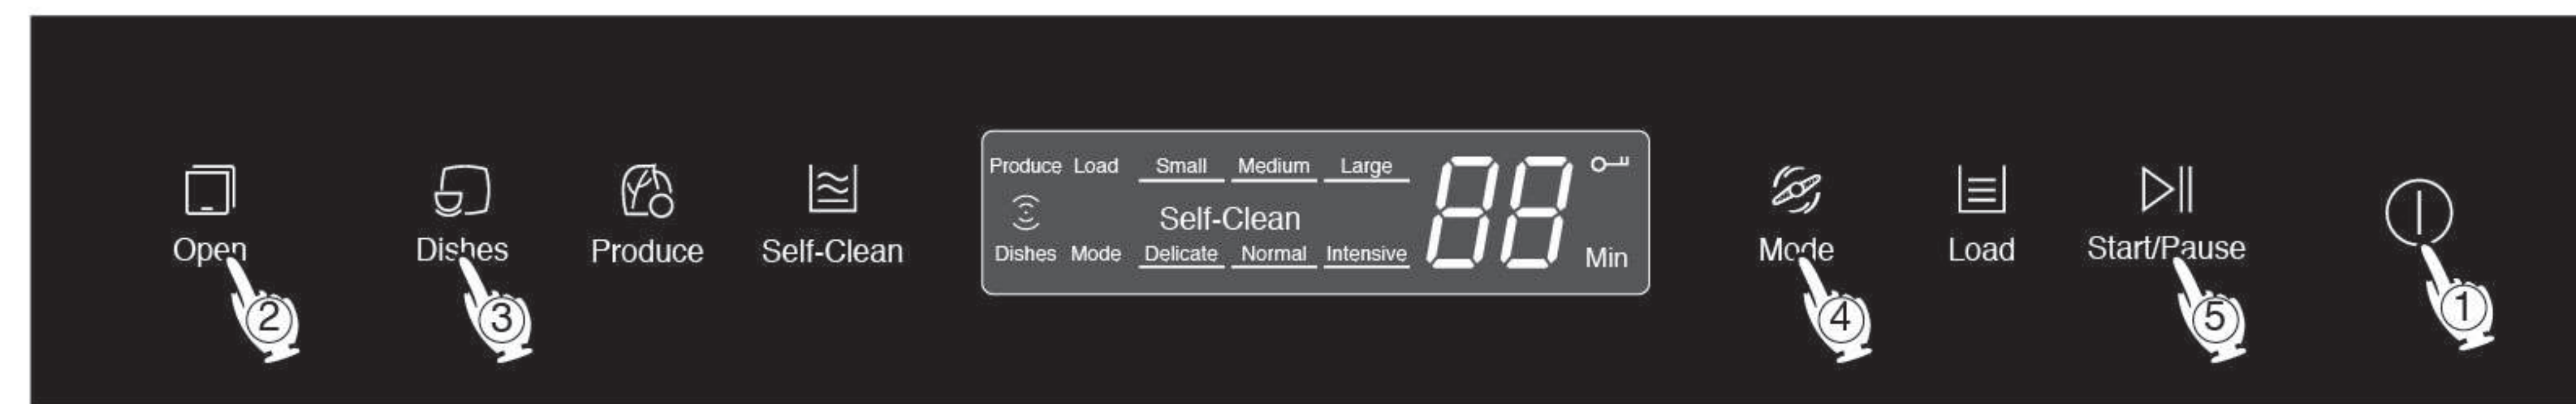 Open
Dishes
Produce
Self-Clean
Produce Load Small Medium Large
Self-Clean
Dishes Mode Delicate Normal Intensive
88
Min
Mode
Load
Start/Pause
2
3
4
5
1